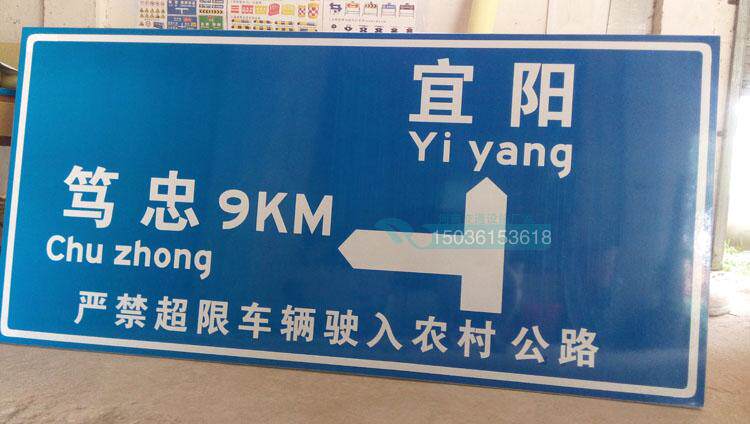 宜阳
Yi yang
笃忠 9KM
Chu zhong
15036153618
严禁超限车辆驶入农村公路